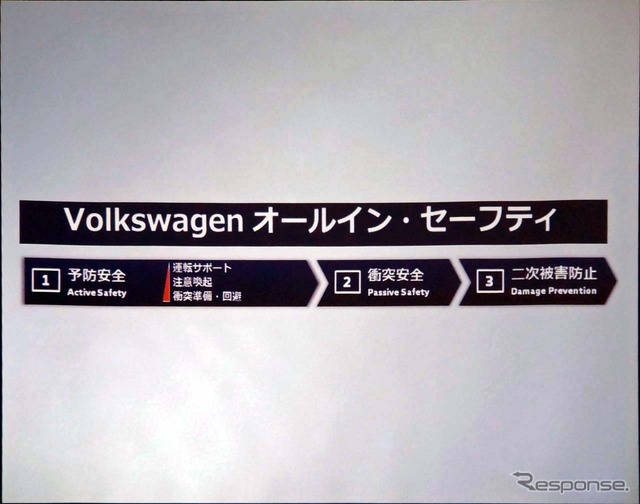 Volkswagen オールイン・セーフティ
1 予防安全
Active Safety
運転サポート
注意喚起
衝突準備・回避
2 衝突安全
Passive Safety
3 二次被害防止
Damage Prevention
Response.